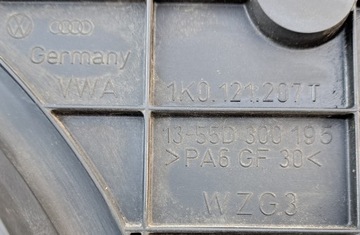 Germany
VWA
1K0.121.207 T
13-55D 300 195
>PA6 GF 30<
WZG3